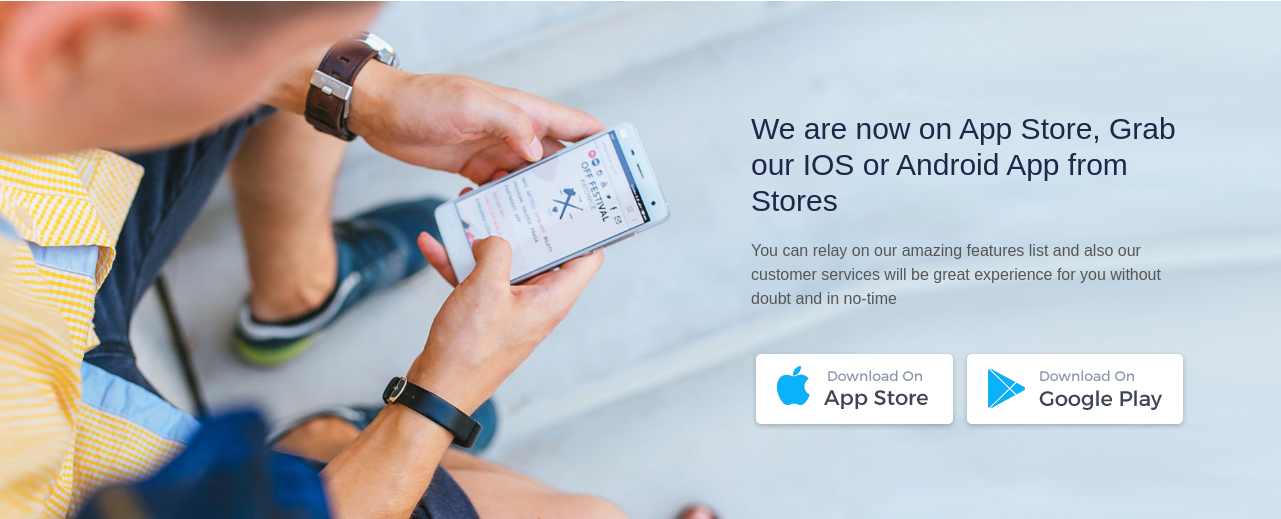 OFF FESTIVAL
We are now on App Store, Grab
our IOS or Android App from
Stores
You can relay on our amazing features list and also our
customer services will be great experience for you without
doubt and in no-time
Download On
App Store
Download On
Google Play